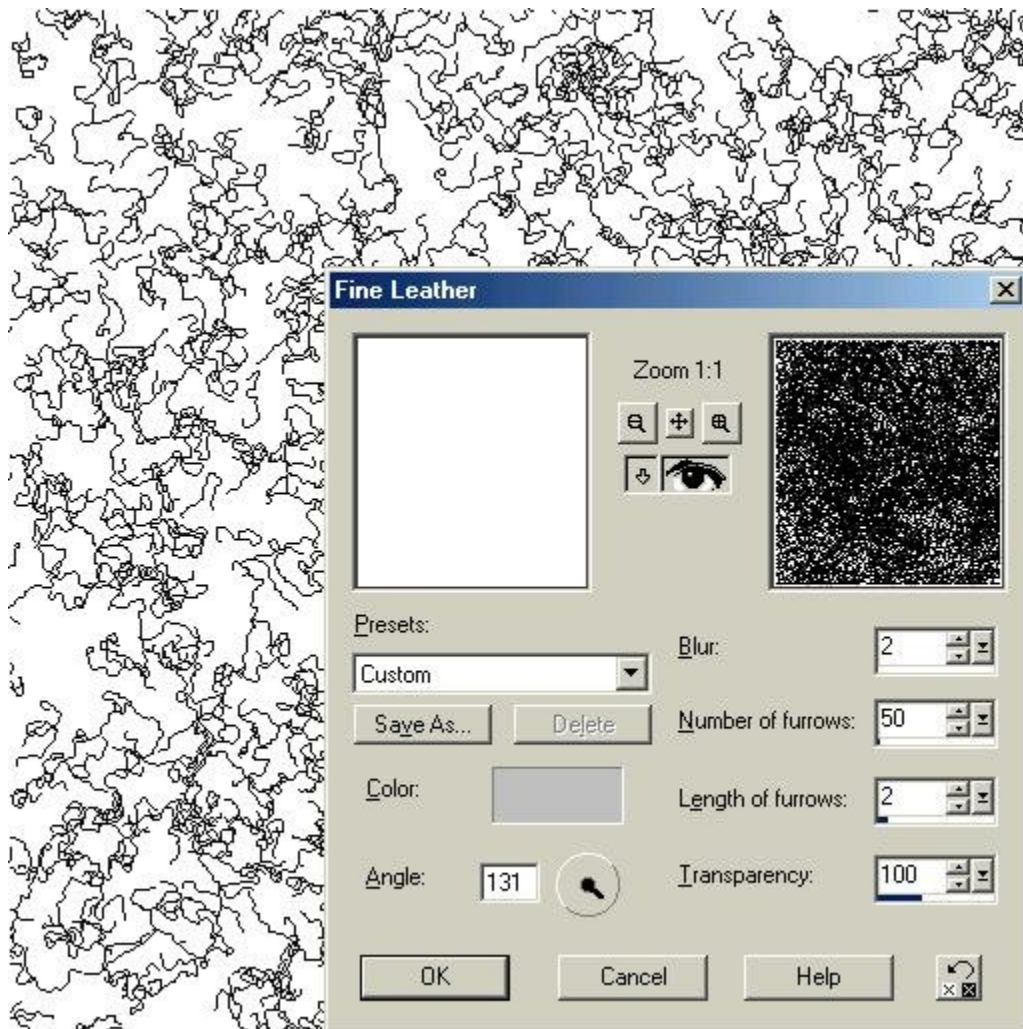 Fine Leather
Zoom 1:1
Presets:
Custom
Save As...
Delete
Color:
Angle:
131
Blur:
2
Number of furrows:
50
Length of furrows:
2
Transparency:
100
OK
Cancel
Help